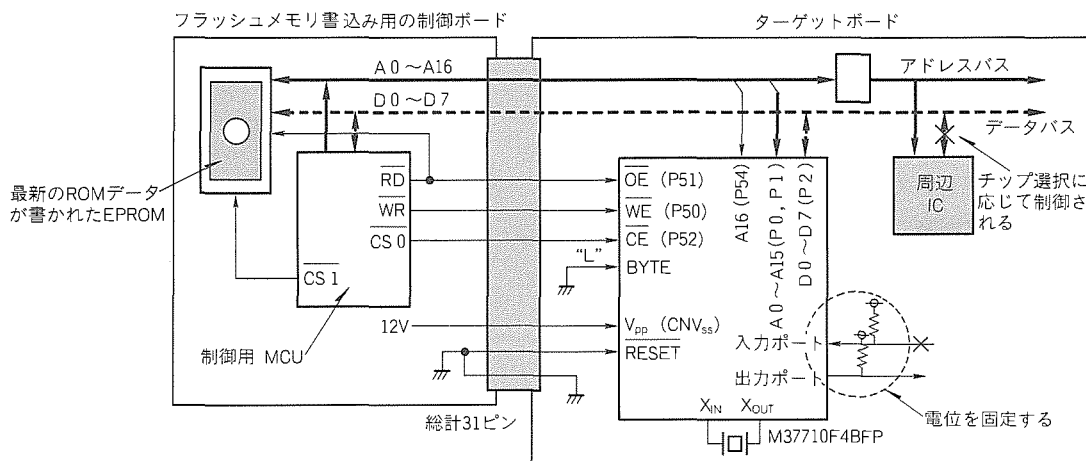 フラッシュメモリ書込み用の制御ボード
ターゲットボード
A0～A16
アドレスバス
D0～D7
データバス
最新のROMデータ
が書かれたEPROM
RD
WR
CS0
CS1
制御用 MCU
12V
総計31ピン
OE (P51)
WE (P50)
CE (P52)
"L"
BYTE
Vpp (CNVss)
RESET
A16 (P54)
A0～A15 (P0, P1)
D0～D7 (P2)
周辺
IC
チップ選択に
応じて制御さ
れる
入力ポート
出力ポート
XIN XOUT
電位を固定する
M37710F4BFP